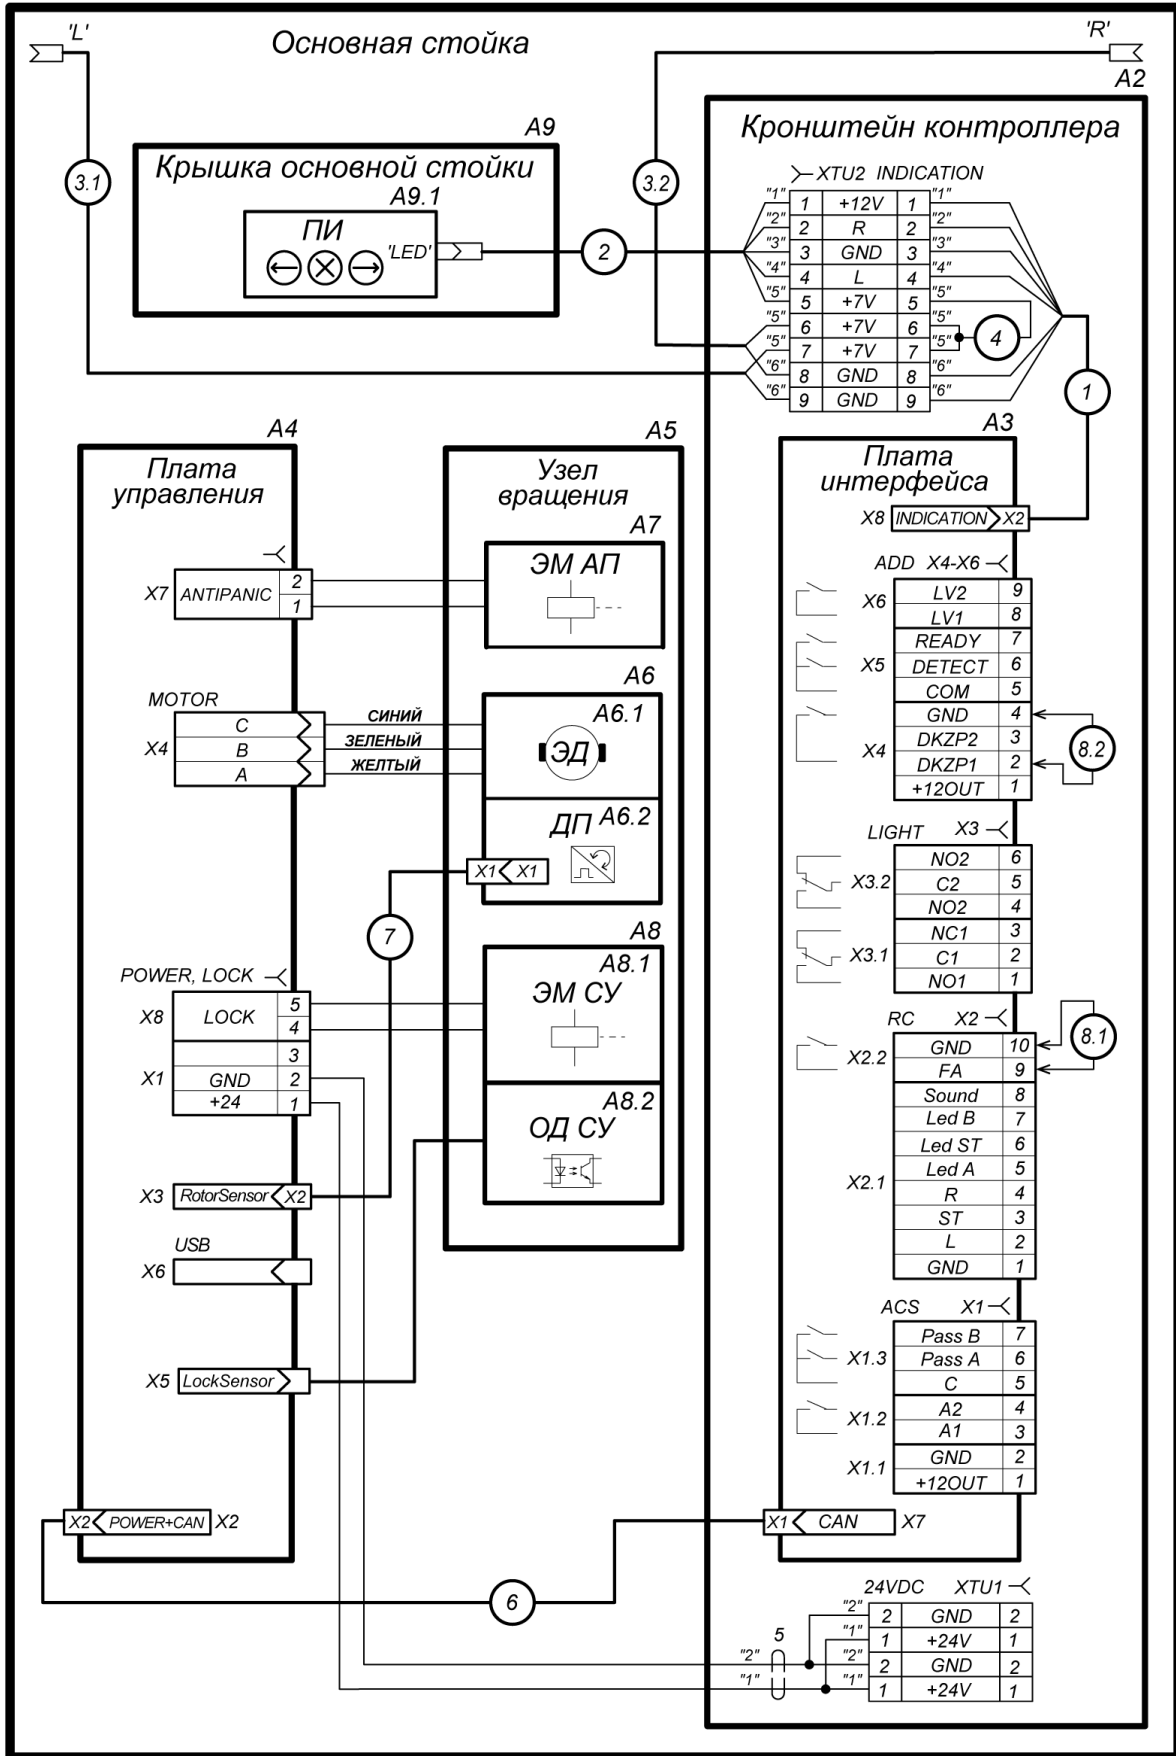 'L'
Основная стойка
'R'
A2
A9
Крышка основной стойки
A9.1
ПИ
'LED'
3.1
3.2
2
Кронштейн контроллера
XTU2 INDICATION
"1" 1 +12V 1 "1"
"2" 2 R 2 "2"
"3" 3 GND 3 "3"
"4" 4 L 4 "4"
"5" 5 +7V 5 "5"
"5" 6 +7V 6 "5"
"5" 7 +7V 7 "5"
"6" 8 GND 8 "6"
"6" 9 GND 9 "6"
4
1
A4
Плата
управления
X7 ANTIPANIC 2
1
MOTOR
X4
C
B
A
СИНИЙ
ЗЕЛЕНЫЙ
ЖЕЛТЫЙ
POWER, LOCK
X8 LOCK 5
4
3
X1 GND 2
+24 1
X3 RotorSensor X2
USB
X6
X5 LockSensor
X2 POWER+CAN X2
7
A5
Узел
вращения
A7
ЭМ АП
A6
A6.1
ЭД
A6.2
ДП
X1 X1
A8
A8.1
ЭМ СУ
A8.2
ОД СУ
A3
Плата
интерфейса
X8 INDICATION X2
ADD X4-X6
X6 LV2 9
LV1 8
READY 7
X5 DETECT 6
COM 5
GND 4
X4 DKZP2 3
DKZP1 2
+12OUT 1
8.2
LIGHT X3
NO2 6
X3.2 C2 5
NO2 4
NC1 3
X3.1 C1 2
NO1 1
RC X2
X2.2 GND 10
FA 9
8.1
Sound 8
Led B 7
Led ST 6
X2.1 Led A 5
R 4
ST 3
L 2
GND 1
ACS X1
Pass B 7
X1.3 Pass A 6
C 5
X1.2 A2 4
A1 3
X1.1 GND 2
+12OUT 1
X1 CAN X7
6
24VDC XTU1
"2" 2 GND 2
"1" 1 +24V 1
5
"2" "2" 2 GND 2
"1" "1" 1 +24V 1